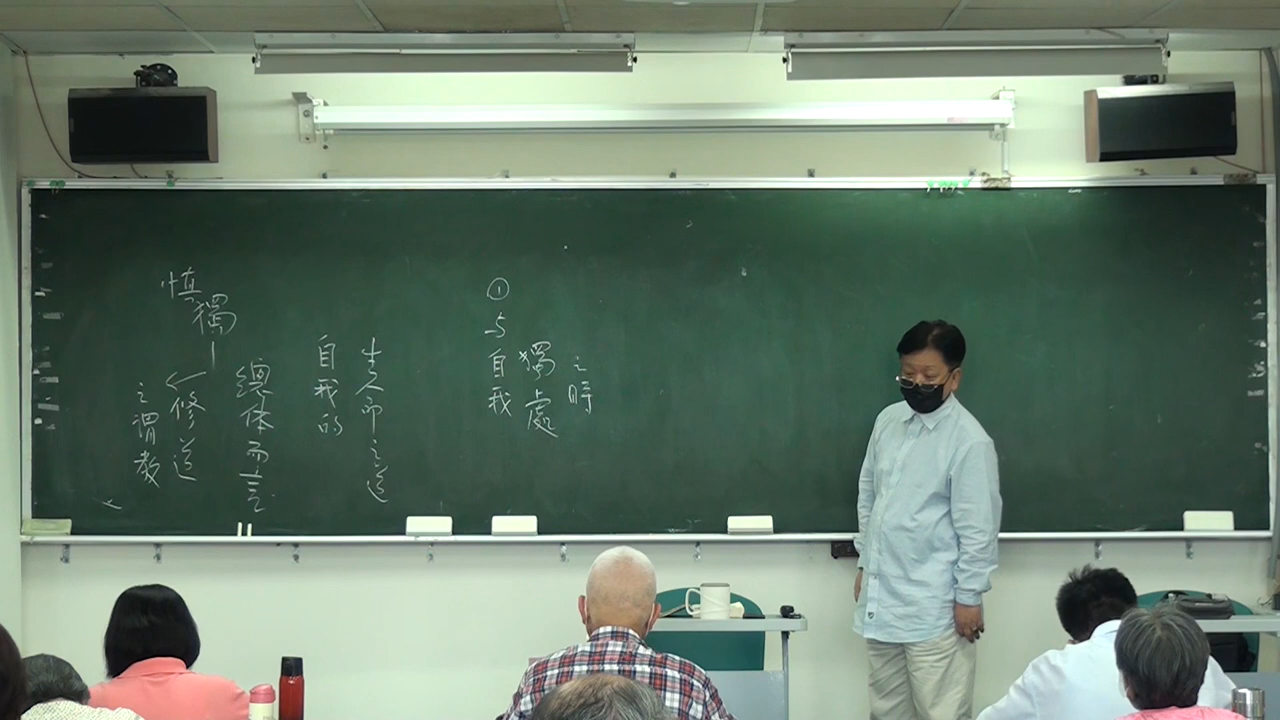 慎獨
修道
之謂教
總体而言
自我的
生命之道
①
与自我
獨處
之時